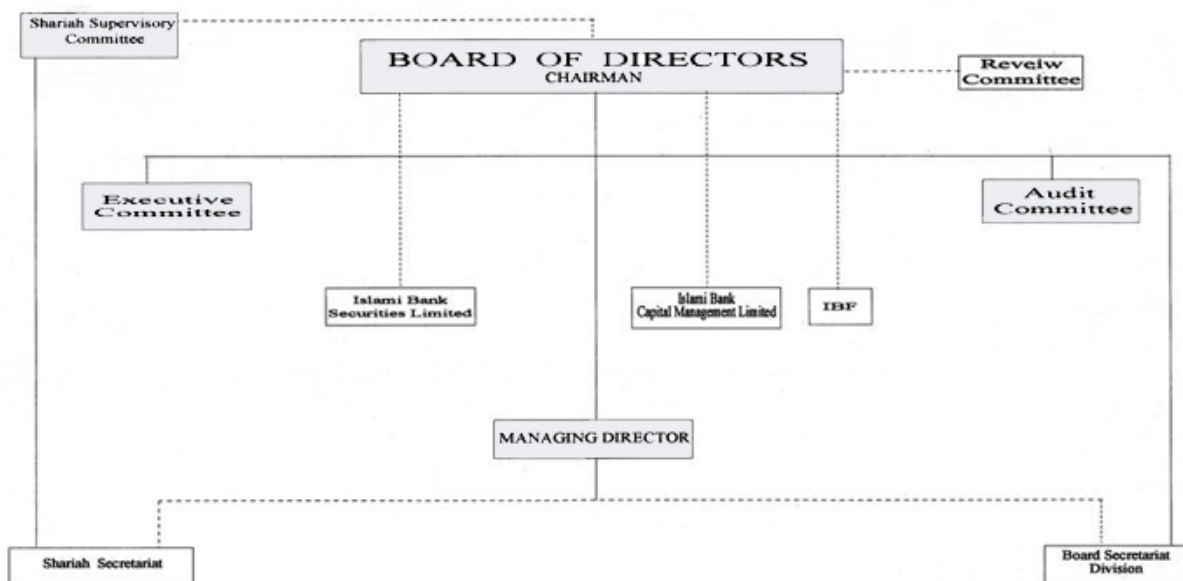 Shariah Supervisory
Committee
BOARD OF DIRECTORS
CHAIRMAN
Reveiw
Committee
Executive
Committee
Audit
Committee
Islami Bank
Securities Limited
Islami Bank
Capital Management Limited
IBF
MANAGING DIRECTOR
Shariah Secretariat
Board Secretariat
Division